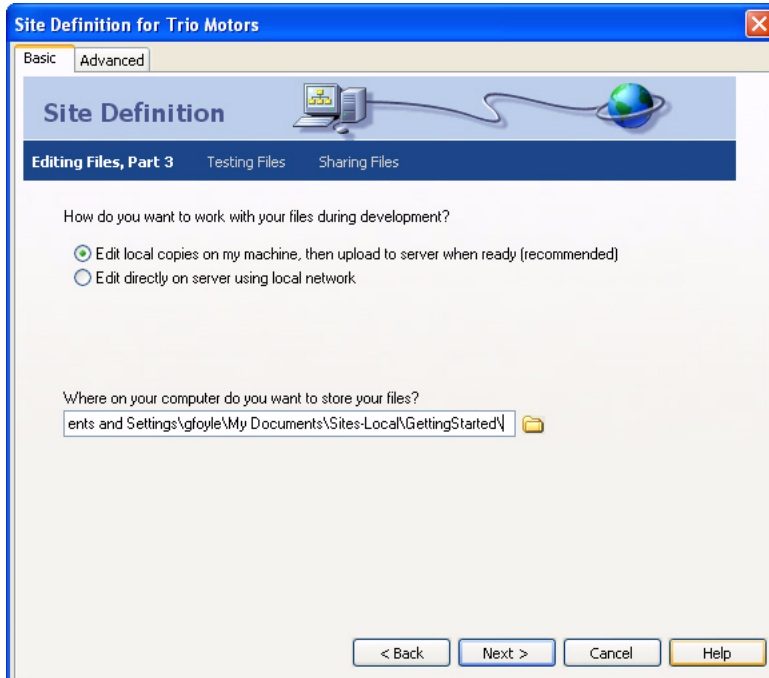 Site Definition for Trio Motors
Basic Advanced
Site Definition
Editing Files, Part 3 Testing Files Sharing Files
How do you want to work with your files during development?
Edit local copies on my machine, then upload to server when ready (recommended)
Edit directly on server using local network
Where on your computer do you want to store your files?
ents and Settings\gfoyle\My Documents\Sites-Local\GettingStarted\
< Back Next > Cancel Help